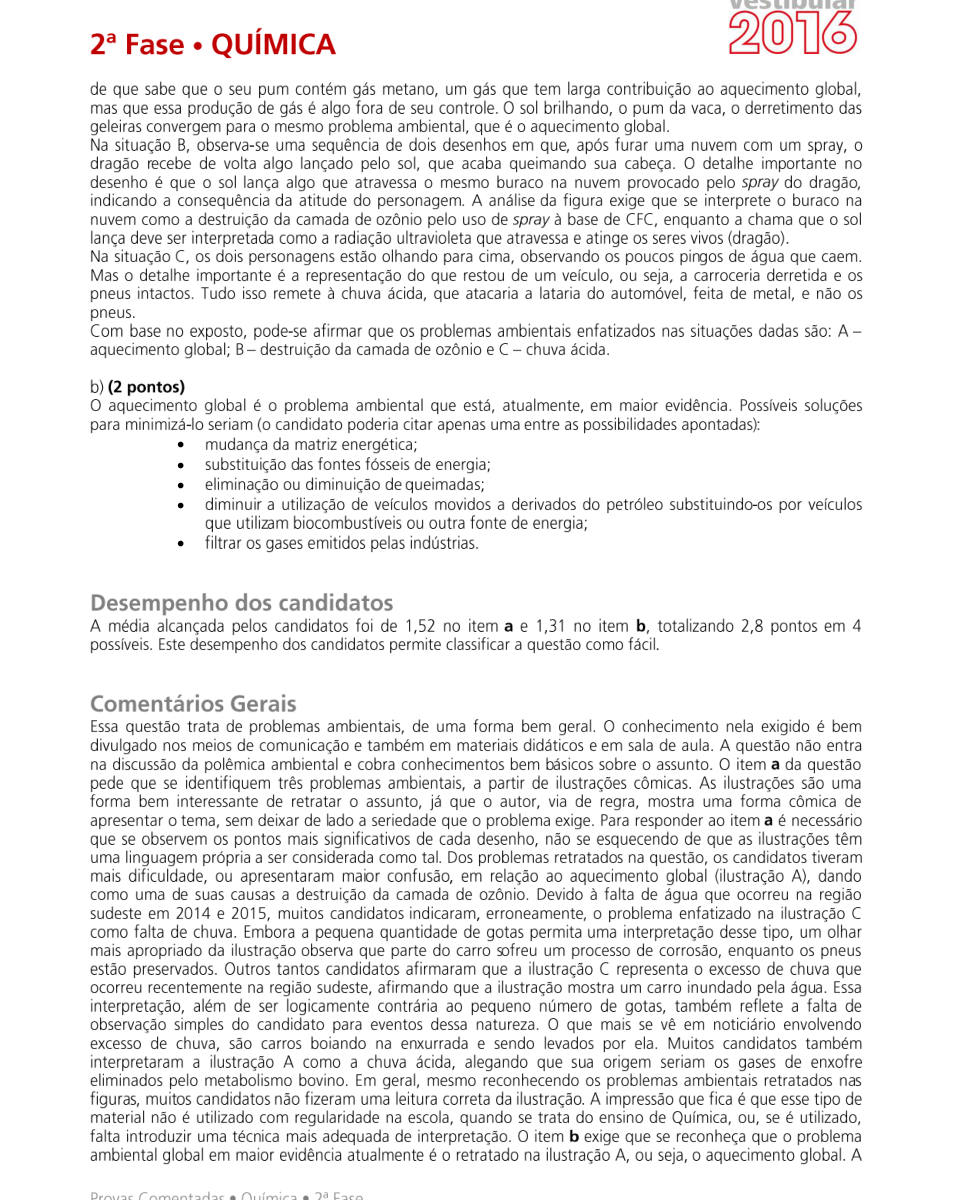 vestibular
2ª Fase • QUÍMICA
2016
de que sabe que o seu pum contém gás metano, um gás que tem larga contribuição ao aquecimento global,
mas que essa produção de gás é algo fora de seu controle. O sol brilhando, o pum da vaca, o derretimento das
geleiras convergem para o mesmo problema ambiental, que é o aquecimento global.
Na situação B, observa-se uma sequência de dois desenhos em que, após furar uma nuvem com um spray, o
dragão recebe de volta algo lançado pelo sol, que acaba queimando sua cabeça. O detalhe importante no
desenho é que o sol lança algo que atravessa o mesmo buraco na nuvem provocado pelo spray do dragão,
indicando a consequência da atitude do personagem. A análise da figura exige que se interprete o buraco na
nuvem como a destruição da camada de ozônio pelo uso de spray à base de CFC, enquanto a chama que o sol
lança deve ser interpretada como a radiação ultravioleta que atravessa e atinge os seres vivos (dragão).
Na situação C, os dois personagens estão olhando para cima, observando os poucos pingos de água que caem.
Mas o detalhe importante é a representação do que restou de um veículo, ou seja, a carroceria derretida e os
pneus intactos. Tudo isso remete à chuva ácida, que atacaria a lataria do automóvel, feita de metal, e não os
pneus.
Com base no exposto, pode-se afirmar que os problemas ambientais enfatizados nas situações dadas são: A –
aquecimento global; B – destruição da camada de ozônio e C – chuva ácida.
b) (2 pontos)
O aquecimento global é o problema ambiental que está, atualmente, em maior evidência. Possíveis soluções
para minimizá-lo seriam (o candidato poderia citar apenas uma entre as possibilidades apontadas):
• mudança da matriz energética;
• substituição das fontes fósseis de energia;
• eliminação ou diminuição de queimadas;
• diminuir a utilização de veículos movidos a derivados do petróleo substituindo-os por veículos
que utilizam biocombustíveis ou outra fonte de energia;
• filtrar os gases emitidos pelas indústrias.
Desempenho dos candidatos
A média alcançada pelos candidatos foi de 1,52 no item a e 1,31 no item b, totalizando 2,8 pontos em 4
possíveis. Este desempenho dos candidatos permite classificar a questão como fácil.
Comentários Gerais
Essa questão trata de problemas ambientais, de uma forma bem geral. O conhecimento nela exigido é bem
divulgado nos meios de comunicação e também em materiais didáticos e em sala de aula. A questão não entra
na discussão da polêmica ambiental e cobra conhecimentos bem básicos sobre o assunto. O item a da questão
pede que se identifiquem três problemas ambientais, a partir de ilustrações cômicas. As ilustrações são uma
forma bem interessante de retratar o assunto, já que o autor, via de regra, mostra uma forma cômica de
apresentar o tema, sem deixar de lado a seriedade que o problema exige. Para responder ao item a é necessário
que se observem os pontos mais significativos de cada desenho, não se esquecendo de que as ilustrações têm
uma linguagem própria a ser considerada como tal. Dos problemas retratados na questão, os candidatos tiveram
mais dificuldade, ou apresentaram maior confusão, em relação ao aquecimento global (ilustração A), dando
como uma de suas causas a destruição da camada de ozônio. Devido à falta de água que ocorreu na região
sudeste em 2014 e 2015, muitos candidatos indicaram, erroneamente, o problema enfatizado na ilustração C
como falta de chuva. Embora a pequena quantidade de gotas permita uma interpretação desse tipo, um olhar
mais apropriado da ilustração observa que parte do carro sofreu um processo de corrosão, enquanto os pneus
estão preservados. Outros tantos candidatos afirmaram que a ilustração C representa o excesso de chuva que
ocorreu recentemente na região sudeste, afirmando que a ilustração mostra um carro inundado pela água. Essa
interpretação, além de ser logicamente contrária ao pequeno número de gotas, também reflete a falta de
observação simples do candidato para eventos dessa natureza. O que mais se vê em noticiário envolvendo
excesso de chuva, são carros boiando na enxurrada e sendo levados por ela. Muitos candidatos também
interpretaram a ilustração A como a chuva ácida, alegando que sua origem seriam os gases de enxofre
eliminados pelo metabolismo bovino. Em geral, mesmo reconhecendo os problemas ambientais retratados nas
figuras, muitos candidatos não fizeram uma leitura correta da ilustração. A impressão que fica é que esse tipo de
material não é utilizado com regularidade na escola, quando se trata do ensino de Química, ou, se é utilizado,
falta introduzir uma técnica mais adequada de interpretação. O item b exige que se reconheça que o problema
ambiental global em maior evidência atualmente é o retratado na ilustração A, ou seja, o aquecimento global. A
Provas Comentadas • Química • 2ª Fase